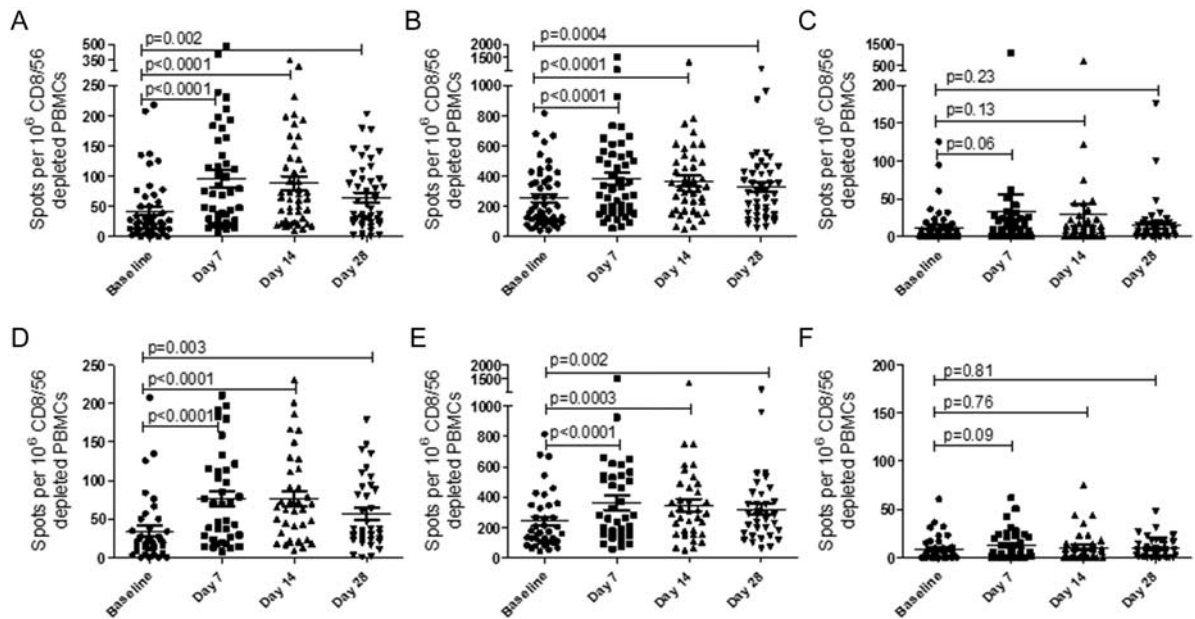 A
Spots per 10⁶ CD8/56
depleted PBMCs
500
350
250
200
150
100
50
0
p=0.002
p<0.0001
p<0.0001
Baseline
Day 7
Day 14
Day 28
B
Spots per 10⁶ CD8/56
depleted PBMCs
2000
1500
1000
800
600
400
200
0
p=0.0004
p<0.0001
p<0.0001
Baseline
Day 7
Day 14
Day 28
C
Spots per 10⁶ CD8/56
depleted PBMCs
1500
500
200
150
100
50
0
p=0.23
p=0.13
p=0.06
Baseline
Day 7
Day 14
Day 28
D
Spots per 10⁶ CD8/56
depleted PBMCs
250
200
150
100
50
0
p=0.003
p<0.0001
p<0.0001
Baseline
Day 7
Day 14
Day 28
E
Spots per 10⁶ CD8/56
depleted PBMCs
2000
1500
1000
800
600
400
200
0
p=0.002
p=0.0003
p<0.0001
Baseline
Day 7
Day 14
Day 28
F
Spots per 10⁶ CD8/56
depleted PBMCs
200
150
100
50
0
p=0.81
p=0.76
p=0.09
Baseline
Day 7
Day 14
Day 28